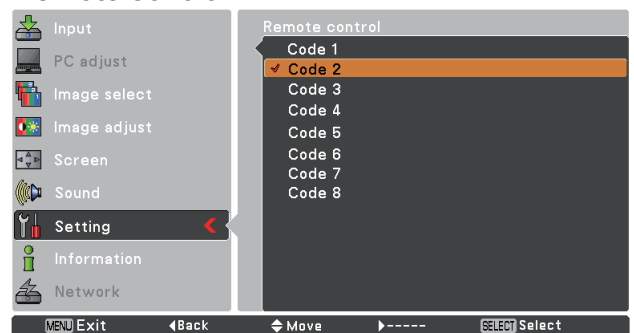 Input
PC adjust
Image select
Image adjust
Screen
Sound
Setting
Information
Network
Remote control
Code 1
Code 2
Code 3
Code 4
Code 5
Code 6
Code 7
Code 8
MENU Exit ◀Back Move ▶----- SELECT Select